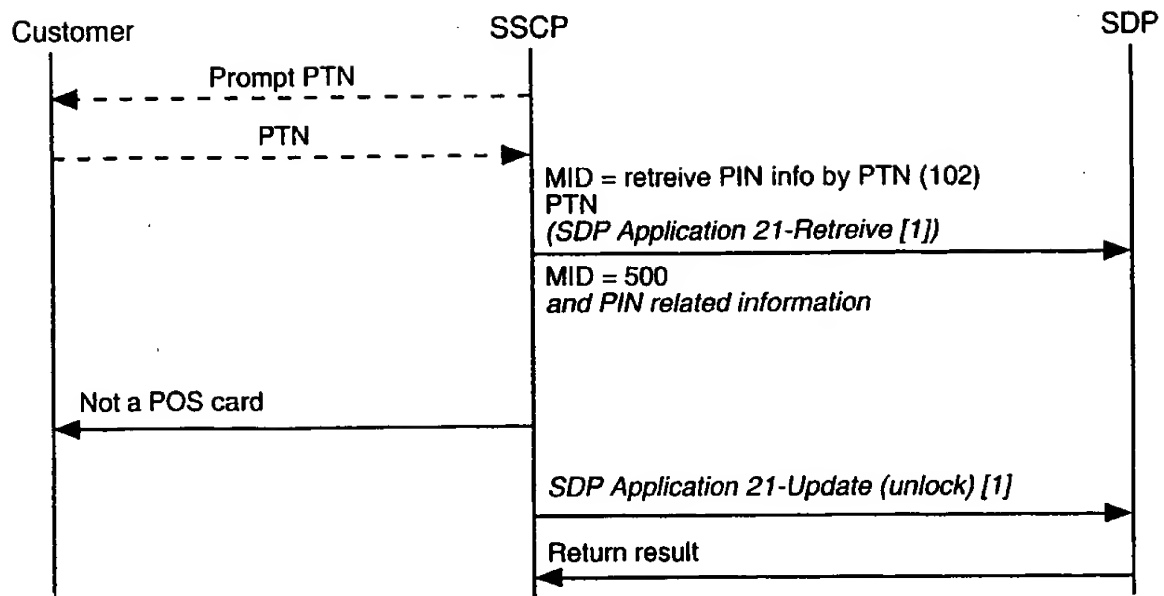 Customer
SSCP
SDP
Prompt PTN
PTN
MID = retreive PIN info by PTN (102)
PTN
(SDP Application 21-Retreive [1])
MID = 500
and PIN related information
Not a POS card
SDP Application 21-Update (unlock) [1]
Return result